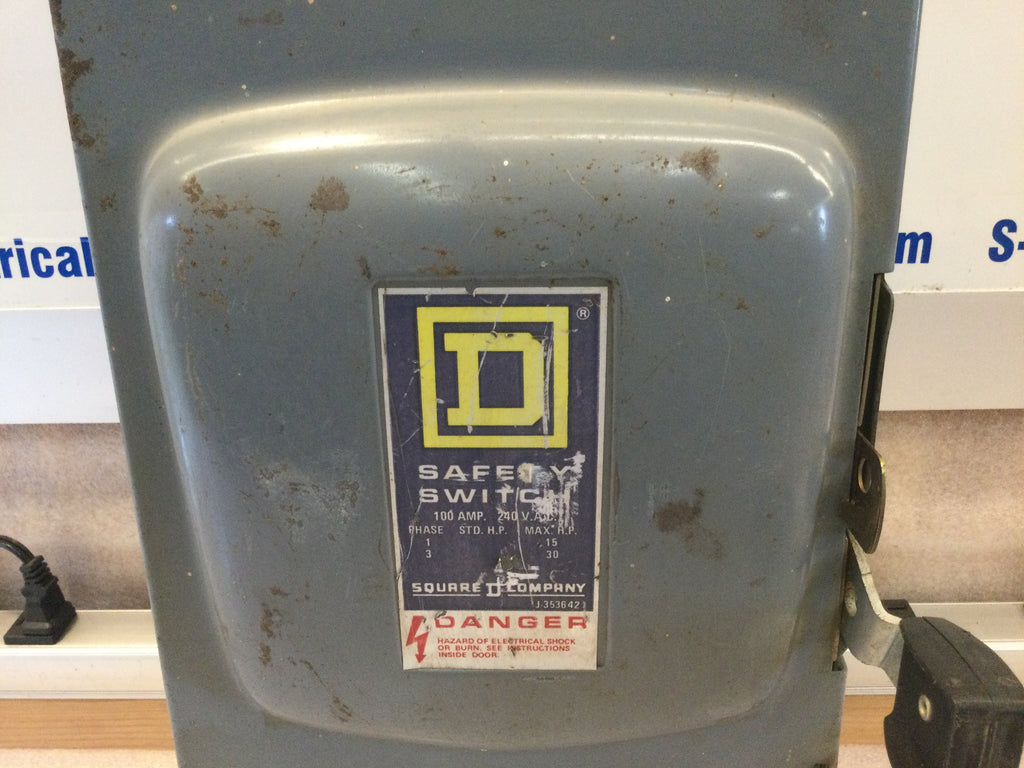 rical
m
S-
®
D
SAFETY
SWITCH
100 AMP. 240 V.A.C.
PHASE STD. H.P. MAX. H.P.
1 15
3 30
SQUARE D COMPANY
J-353642
DANGER
HAZARD OF ELECTRICAL SHOCK
OR BURN. SEE INSTRUCTIONS
INSIDE DOOR.